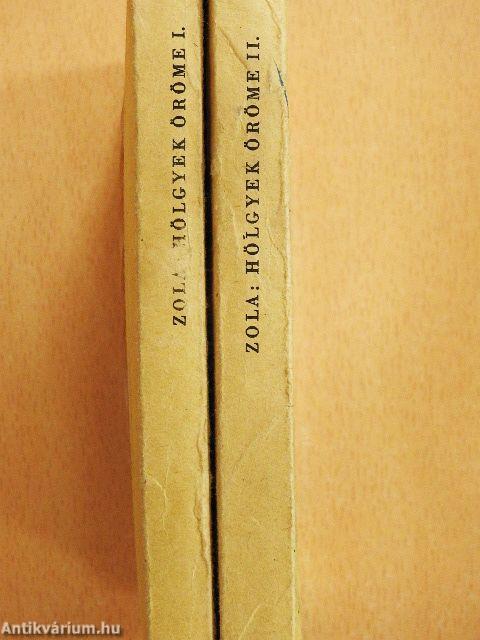 ZOLA: HÖLGYEK ÖRÖME I.
ZOLA: HÖLGYEK ÖRÖME II.
Antikvárium.hu